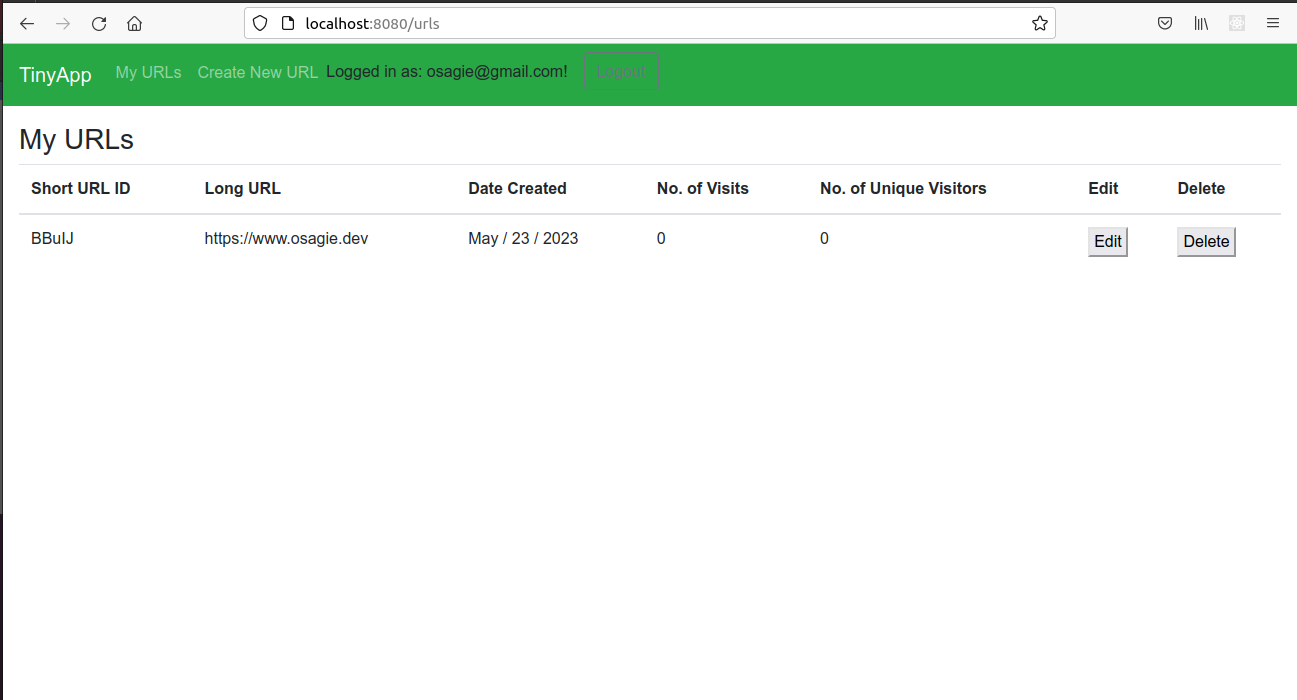 localhost:8080/urls
TinyApp My URLs Create New URL Logged in as: osagie@gmail.com! Logout
My URLs
Short URL ID Long URL Date Created No. of Visits No. of Unique Visitors Edit Delete
BBuIJ https://www.osagie.dev May / 23 / 2023 0 0 Edit Delete